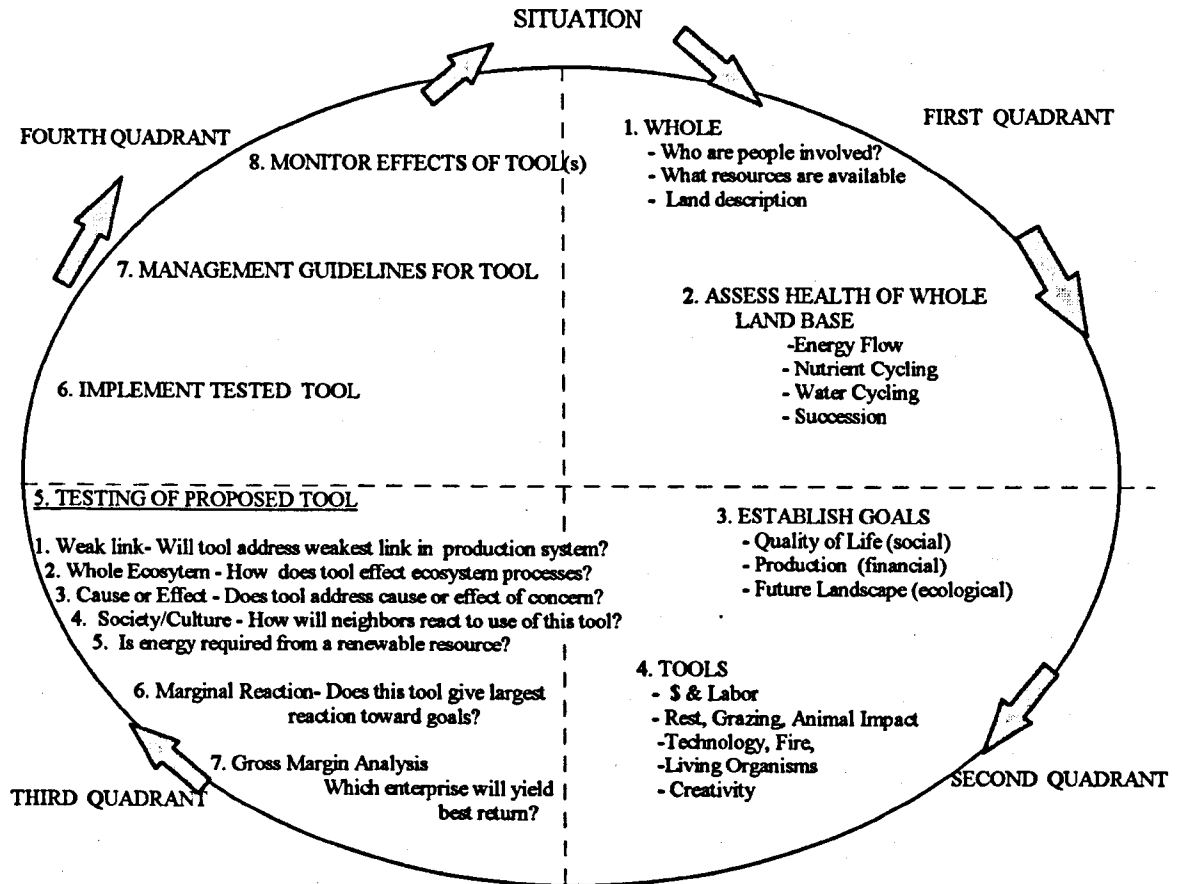 SITUATION
FIRST QUADRANT
1. WHOLE
- Who are people involved?
- What resources are available
- Land description
2. ASSESS HEALTH OF WHOLE
LAND BASE
-Energy Flow
- Nutrient Cycling
- Water Cycling
- Succession
3. ESTABLISH GOALS
- Quality of Life (social)
- Production (financial)
- Future Landscape (ecological)
4. TOOLS
- $ & Labor
- Rest, Grazing, Animal Impact
-Technology, Fire,
-Living Organisms
- Creativity
SECOND QUADRANT
5. TESTING OF PROPOSED TOOL
1. Weak link- Will tool address weakest link in production system?
2. Whole Ecosytem - How does tool effect ecosystem processes?
3. Cause or Effect - Does tool address cause or effect of concern?
4. Society/Culture - How will neighbors react to use of this tool?
5. Is energy required from a renewable resource?
6. Marginal Reaction- Does this tool give largest
reaction toward goals?
7. Gross Margin Analysis
Which enterprise will yield
best return?
THIRD QUADRANT
6. IMPLEMENT TESTED TOOL
7. MANAGEMENT GUIDELINES FOR TOOL
8. MONITOR EFFECTS OF TOOL(s)
FOURTH QUADRANT